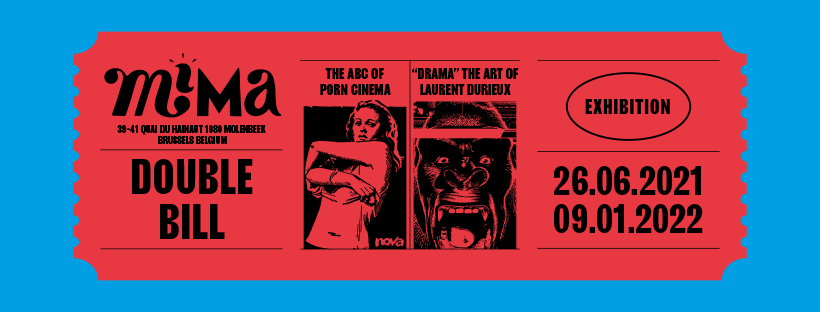 mima
39-41 QUAI DU HAINAUT 1080 MOLENBEEK
BRUSSELS BELGIUM
DOUBLE
BILL
THE ABC OF
PORN CINEMA
nova
“DRAMA” THE ART OF
LAURENT DURIEUX
EXHIBITION
26.06.2021
09.01.2022